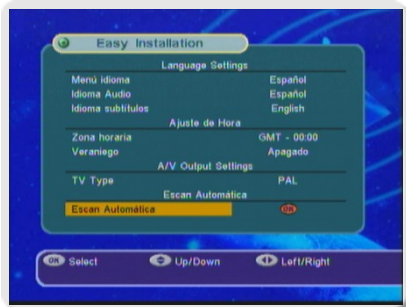 Easy Installation
Language Settings
Menú idioma Español
Idioma Audio Español
Idioma subtítulos English
Ajuste de Hora
Zona horaria GMT - 00:00
Veraniego Apagado
A/V Output Settings
TV Type PAL
Escan Automática
Escan Automática OK
OK Select Up/Down Left/Right